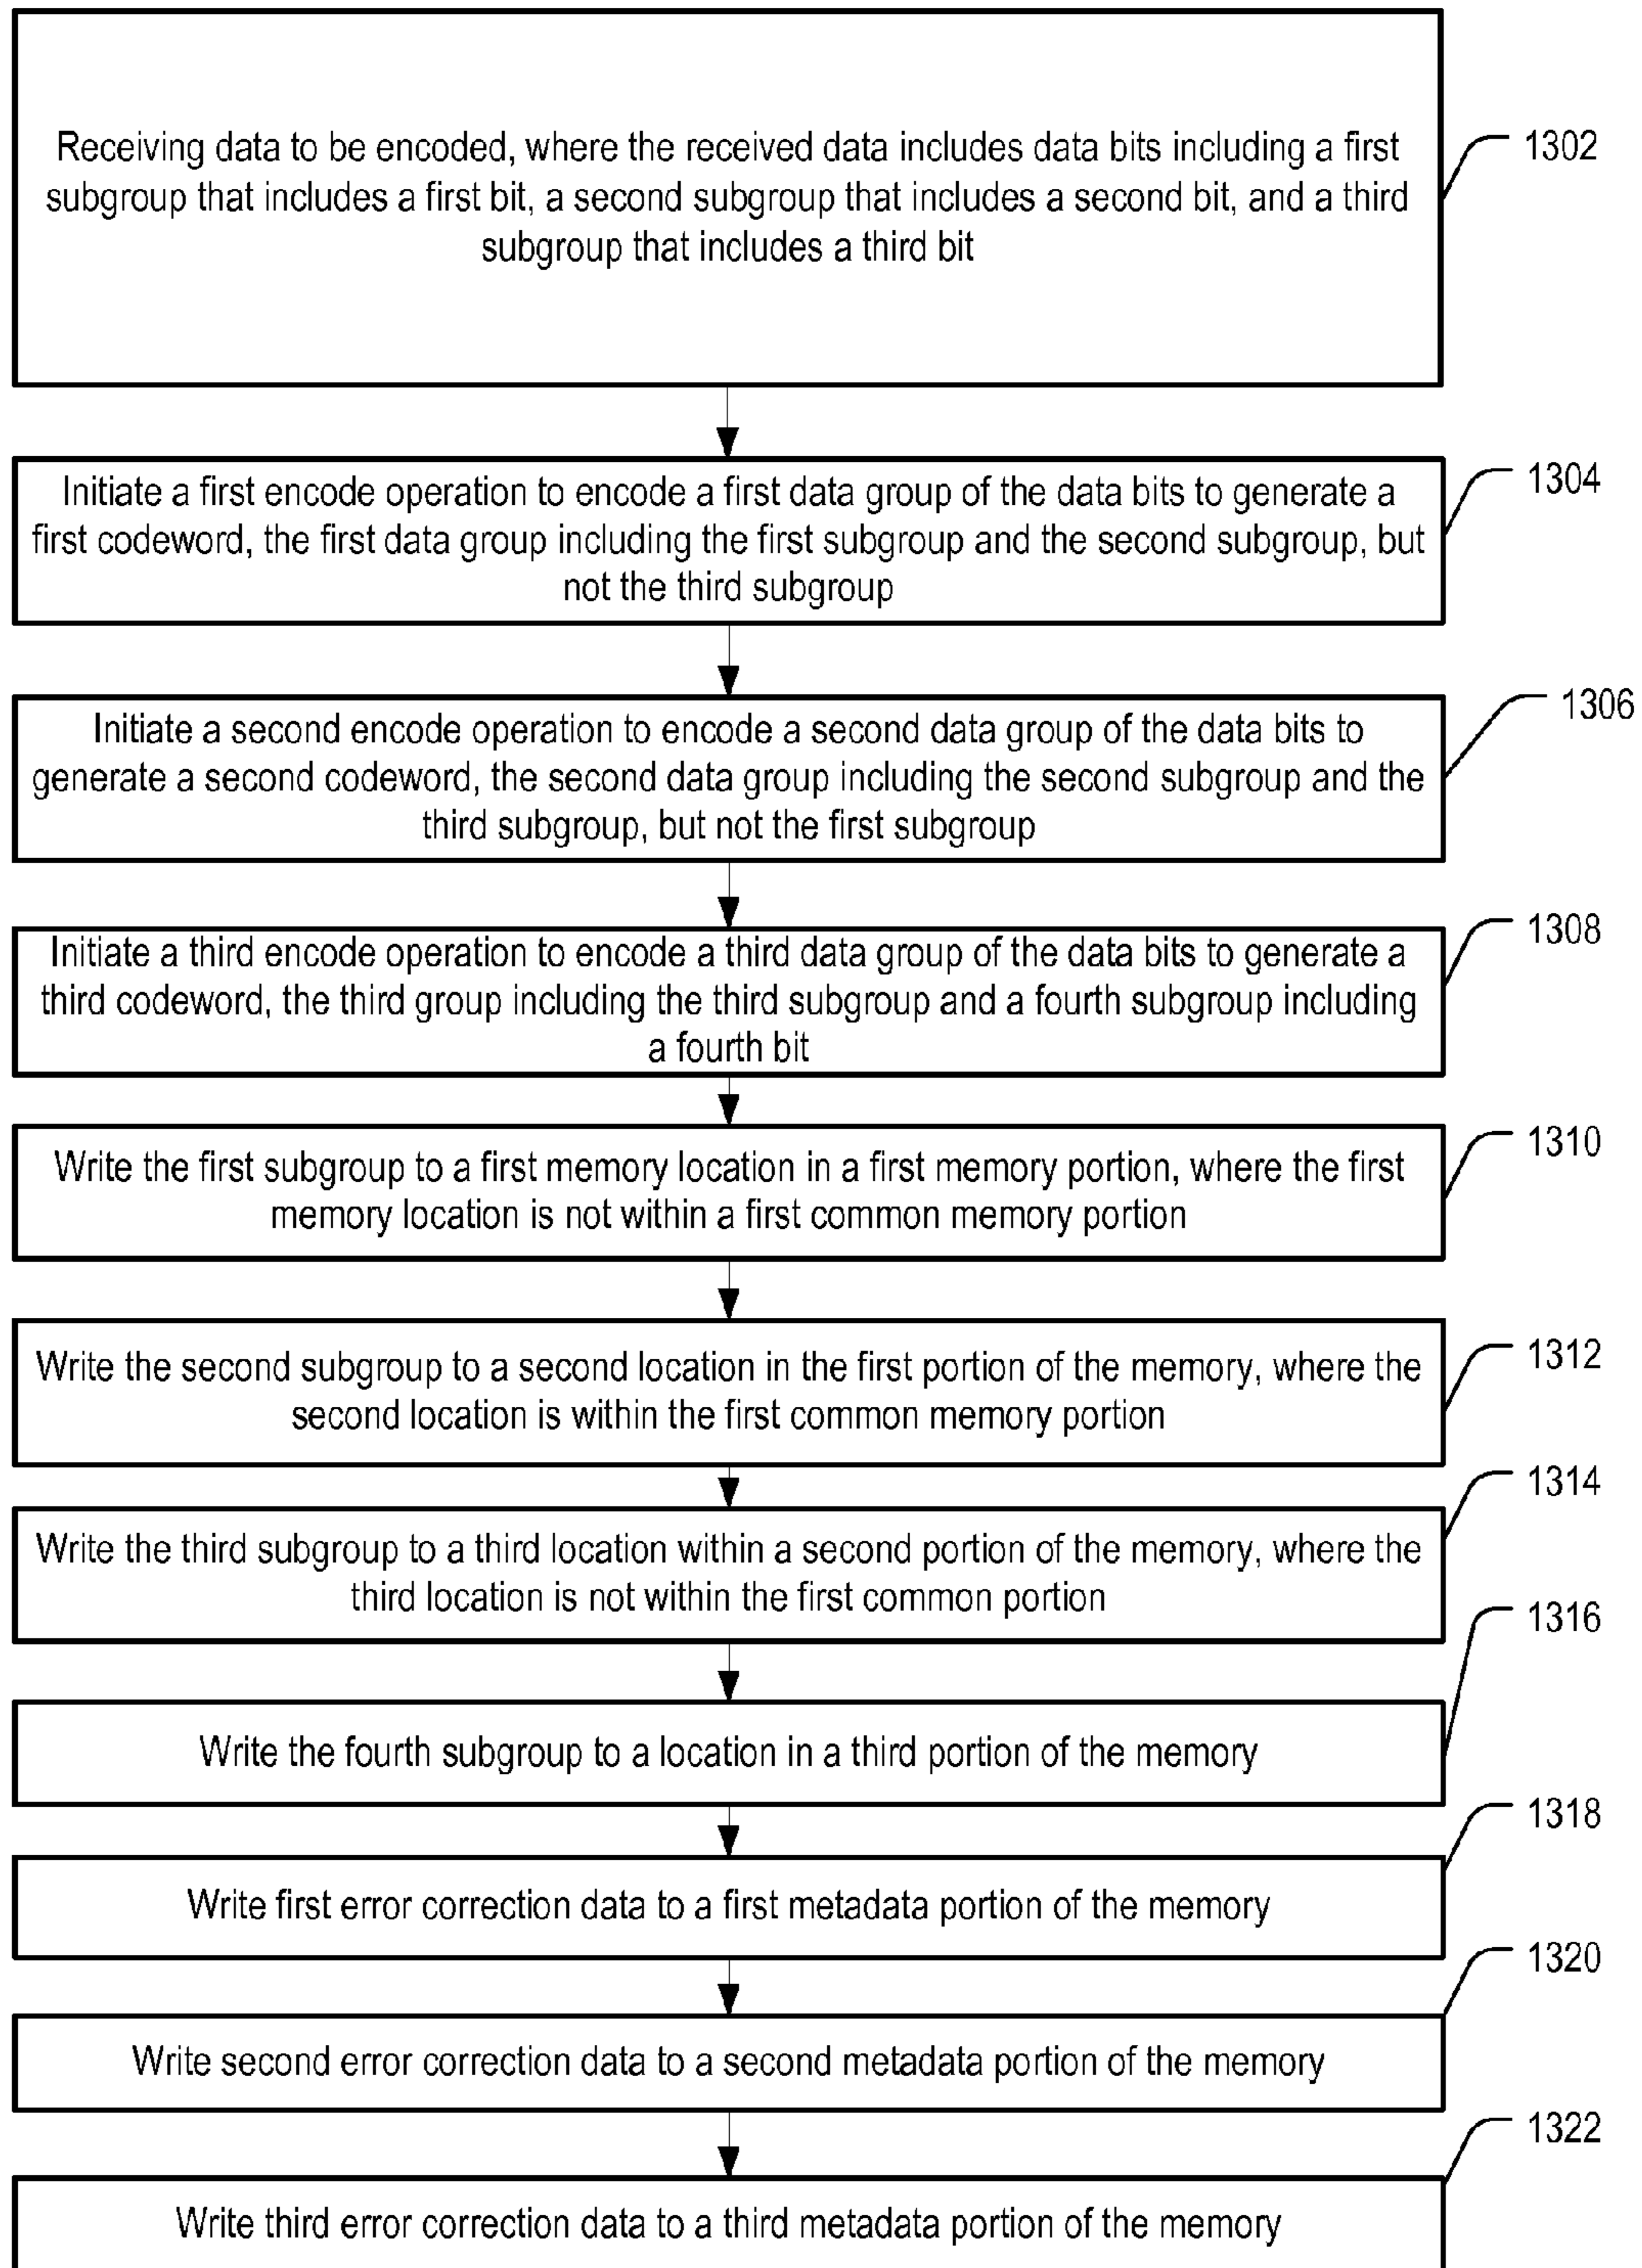 Receiving data to be encoded, where the received data includes data bits including a first
subgroup that includes a first bit, a second subgroup that includes a second bit, and a third
subgroup that includes a third bit
1302
Initiate a first encode operation to encode a first data group of the data bits to generate a
first codeword, the first data group including the first subgroup and the second subgroup, but
not the third subgroup
1304
Initiate a second encode operation to encode a second data group of the data bits to
generate a second codeword, the second data group including the second subgroup and the
third subgroup, but not the first subgroup
1306
Initiate a third encode operation to encode a third data group of the data bits to generate a
third codeword, the third group including the third subgroup and a fourth subgroup including
a fourth bit
1308
Write the first subgroup to a first memory location in a first memory portion, where the first
memory location is not within a first common memory portion
1310
Write the second subgroup to a second location in the first portion of the memory, where the
second location is within the first common memory portion
1312
Write the third subgroup to a third location within a second portion of the memory, where the
third location is not within the first common portion
1314
Write the fourth subgroup to a location in a third portion of the memory
1316
Write first error correction data to a first metadata portion of the memory
1318
Write second error correction data to a second metadata portion of the memory
1320
Write third error correction data to a third metadata portion of the memory
1322